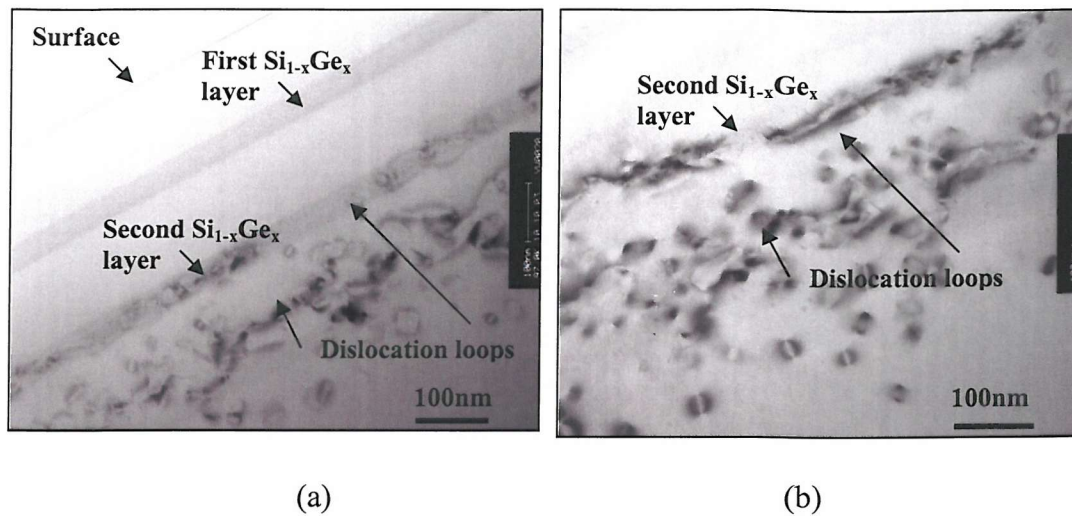 Surface
First Si1-xGex
layer
Second Si1-xGex
layer
Dislocation loops
100nm
100nm
Second Si1-xGex
layer
Dislocation loops
100nm
(a)
(b)